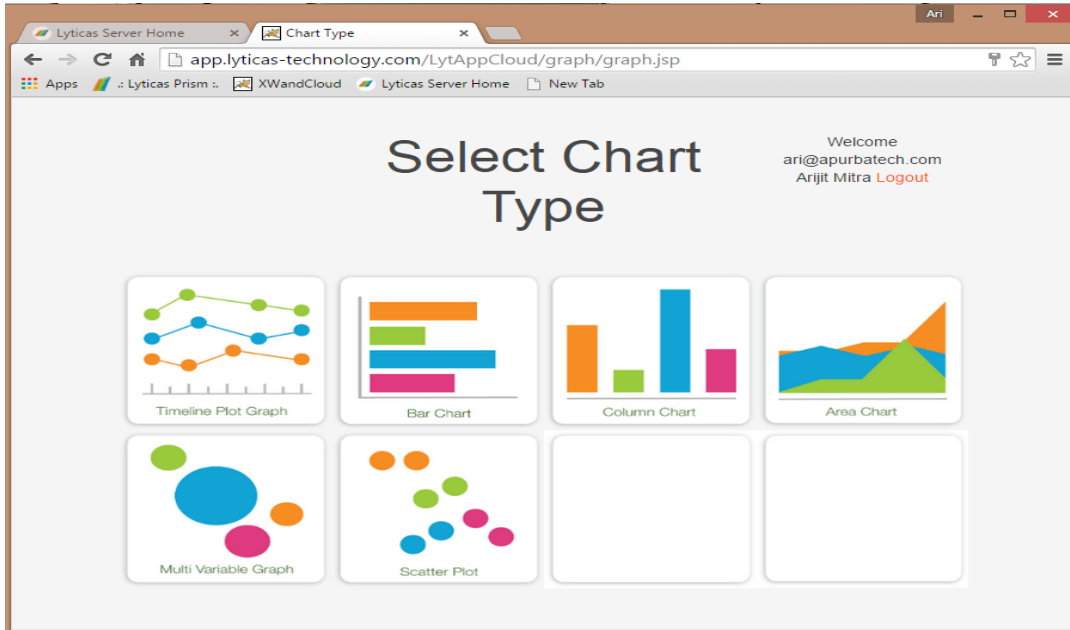 Ari
Lyticas Server Home
Chart Type
app.lyticas-technology.com/LytAppCloud/graph/graph.jsp
Apps
.: Lyticas Prism :.
XWandCloud
Lyticas Server Home
New Tab
Select Chart
Type
Welcome
ari@apurbatech.com
Arijit Mitra Logout
Timeline Plot Graph
Bar Chart
Column Chart
Area Chart
Multi Variable Graph
Scatter Plot